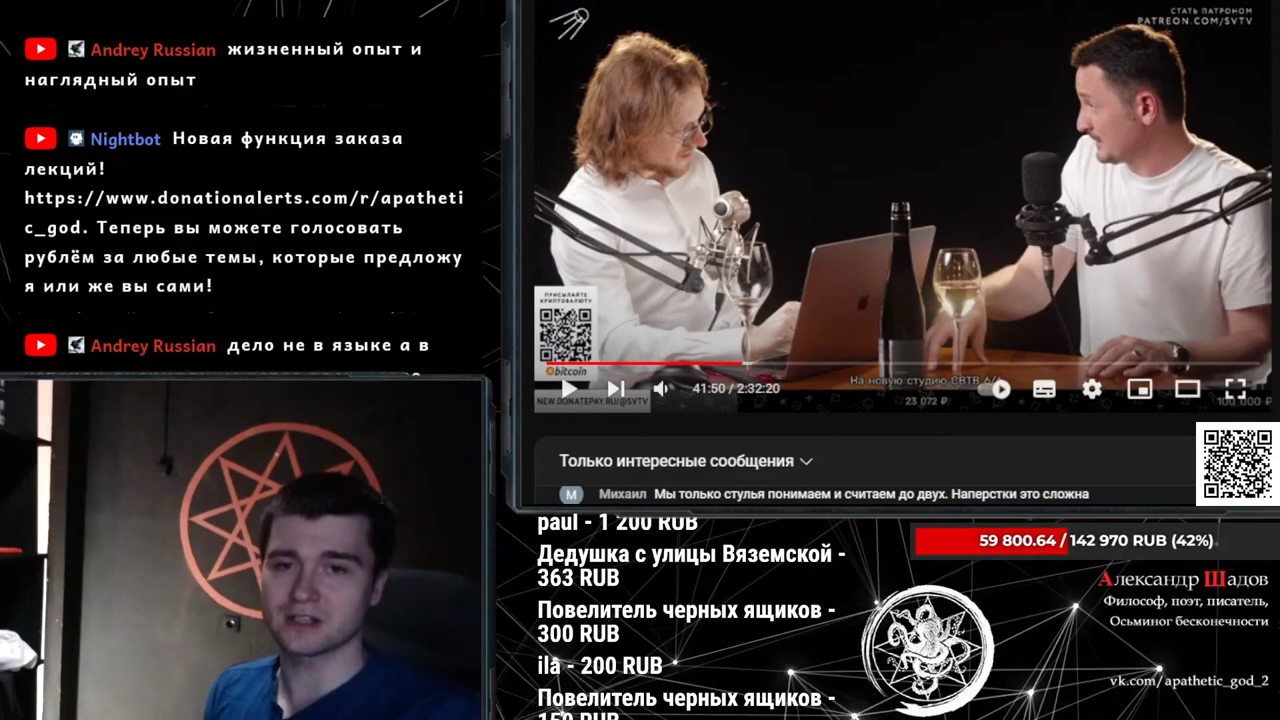 Andrey Russian жизненный опыт и
наглядный опыт
Nightbot Новая функция заказа
лекций!
https://www.donationalerts.com/r/apatheti
c_god. Теперь вы можете голосовать
рублём за любые темы, которые предложу
я или же вы сами!
Andrey Russian дело не в языке а в
СТАТЬ ПАТРОНОМ
PATREON.COM/SVTV
ПРИСЫЛАЙТЕ
КРИПТОВАЛЮТУ
bitcoin
NEW.DONATEPAY.RU/@SVTV
41:50 / 2:32:20
На новую студию СВТВ 6/6
23 072 ₽
100 000 ₽
Только интересные сообщения
М Михаил Мы только стулья понимаем и считаем до двух. Наперстки это сложна
paul - 1 200 RUB
Дедушка с улицы Вяземской -
363 RUB
Повелитель черных ящиков -
300 RUB
ila - 200 RUB
Повелитель черных ящиков -
150 RUB
59 800.64 / 142 970 RUB (42%)
Александр Шадов
Философ, поэт, писатель,
Осьминог бесконечности
vk.com/apathetic_god_2